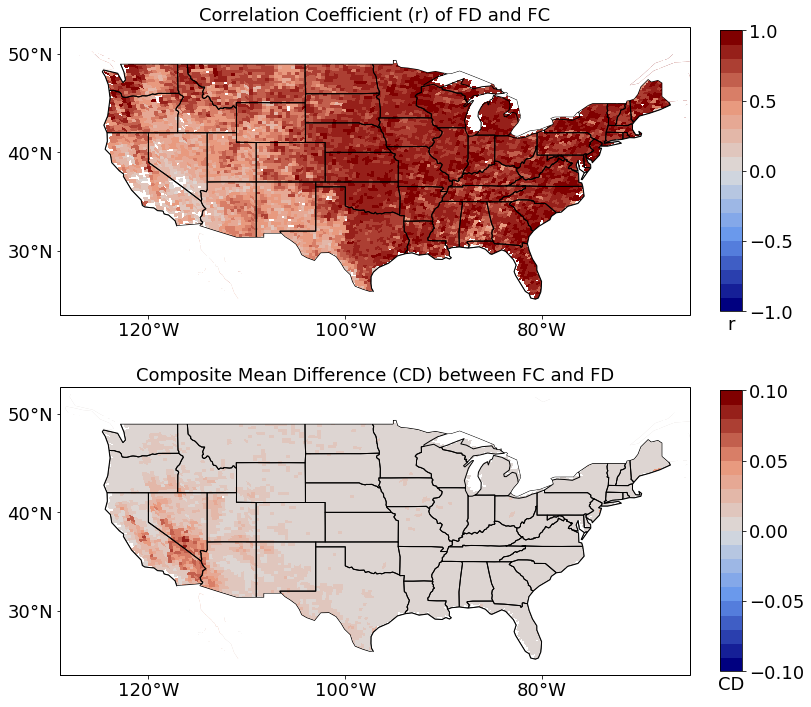 Correlation Coefficient (r) of FD and FC
50°N
40°N
30°N
120°W
100°W
80°W
1.0
0.5
0.0
−0.5
−1.0
r
Composite Mean Difference (CD) between FC and FD
50°N
40°N
30°N
120°W
100°W
80°W
0.10
0.05
0.00
−0.05
−0.10
CD